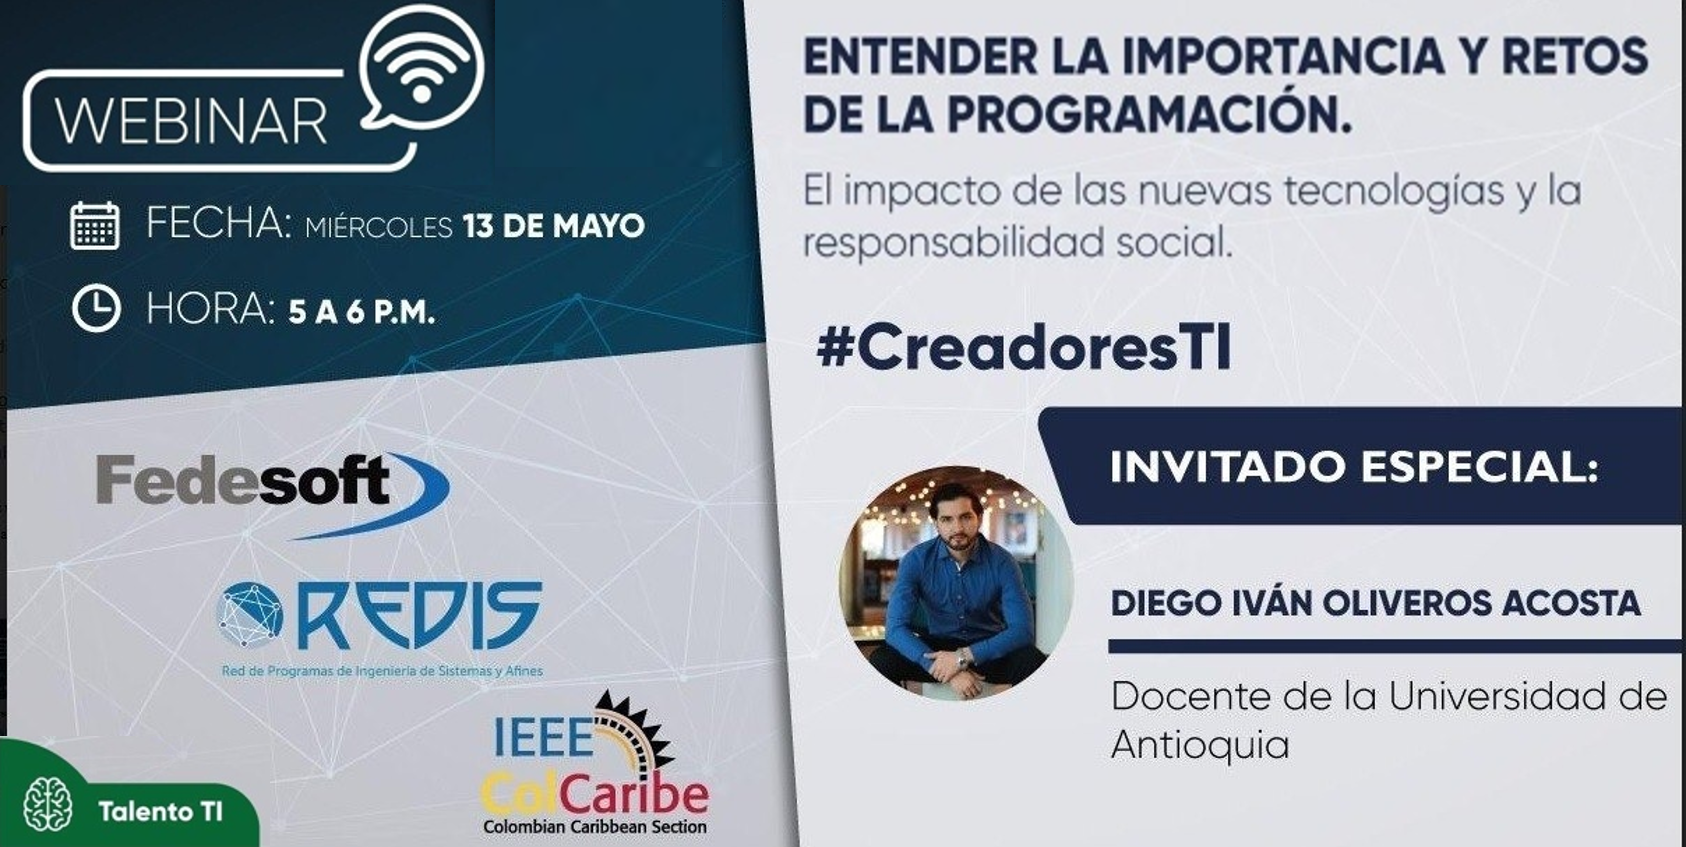 WEBINAR
FECHA: MIÉRCOLES 13 DE MAYO
HORA: 5 A 6 P.M.
Fedesoft
REDIS
Red de Programas de Ingeniería de Sistemas y Afines
IEEE
ColCaribe
Colombian Caribbean Section
Talento TI
ENTENDER LA IMPORTANCIA Y RETOS
DE LA PROGRAMACIÓN.
El impacto de las nuevas tecnologías y la
responsabilidad social.
#CreadoresTI
INVITADO ESPECIAL:
DIEGO IVÁN OLIVEROS ACOSTA
Docente de la Universidad de
Antioquia